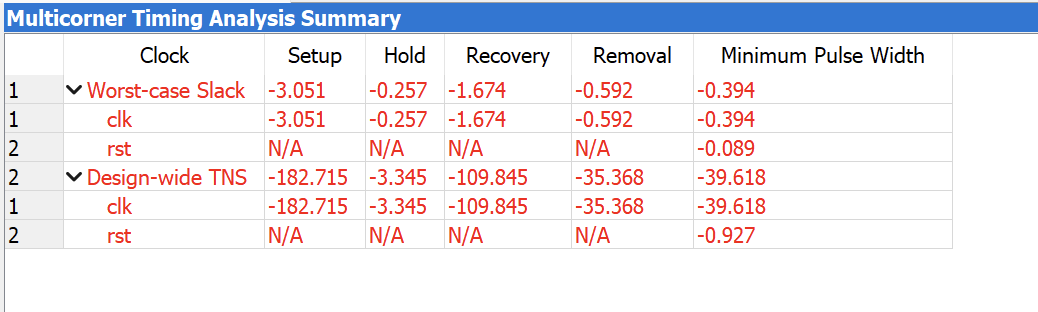 Multicorner Timing Analysis Summary
Clock Setup Hold Recovery Removal Minimum Pulse Width
1 Worst-case Slack -3.051 -0.257 -1.674 -0.592 -0.394
1 clk -3.051 -0.257 -1.674 -0.592 -0.394
2 rst N/A N/A N/A N/A -0.089
2 Design-wide TNS -182.715 -3.345 -109.845 -35.368 -39.618
1 clk -182.715 -3.345 -109.845 -35.368 -39.618
2 rst N/A N/A N/A N/A -0.927